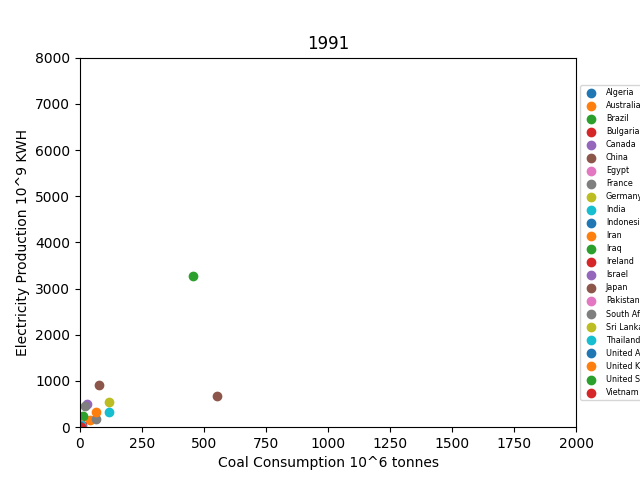 1991
8000
7000
6000
5000
4000
3000
2000
1000
0
Electricity Production 10^9 KWH
0 250 500 750 1000 1250 1500 1750 2000
Coal Consumption 10^6 tonnes
Algeria
Australia
Brazil
Bulgaria
Canada
China
Egypt
France
Germany
India
Indonesi
Iran
Iraq
Ireland
Israel
Japan
Pakistan
South Af
Sri Lanka
Thailand
United A
United K
United S
Vietnam